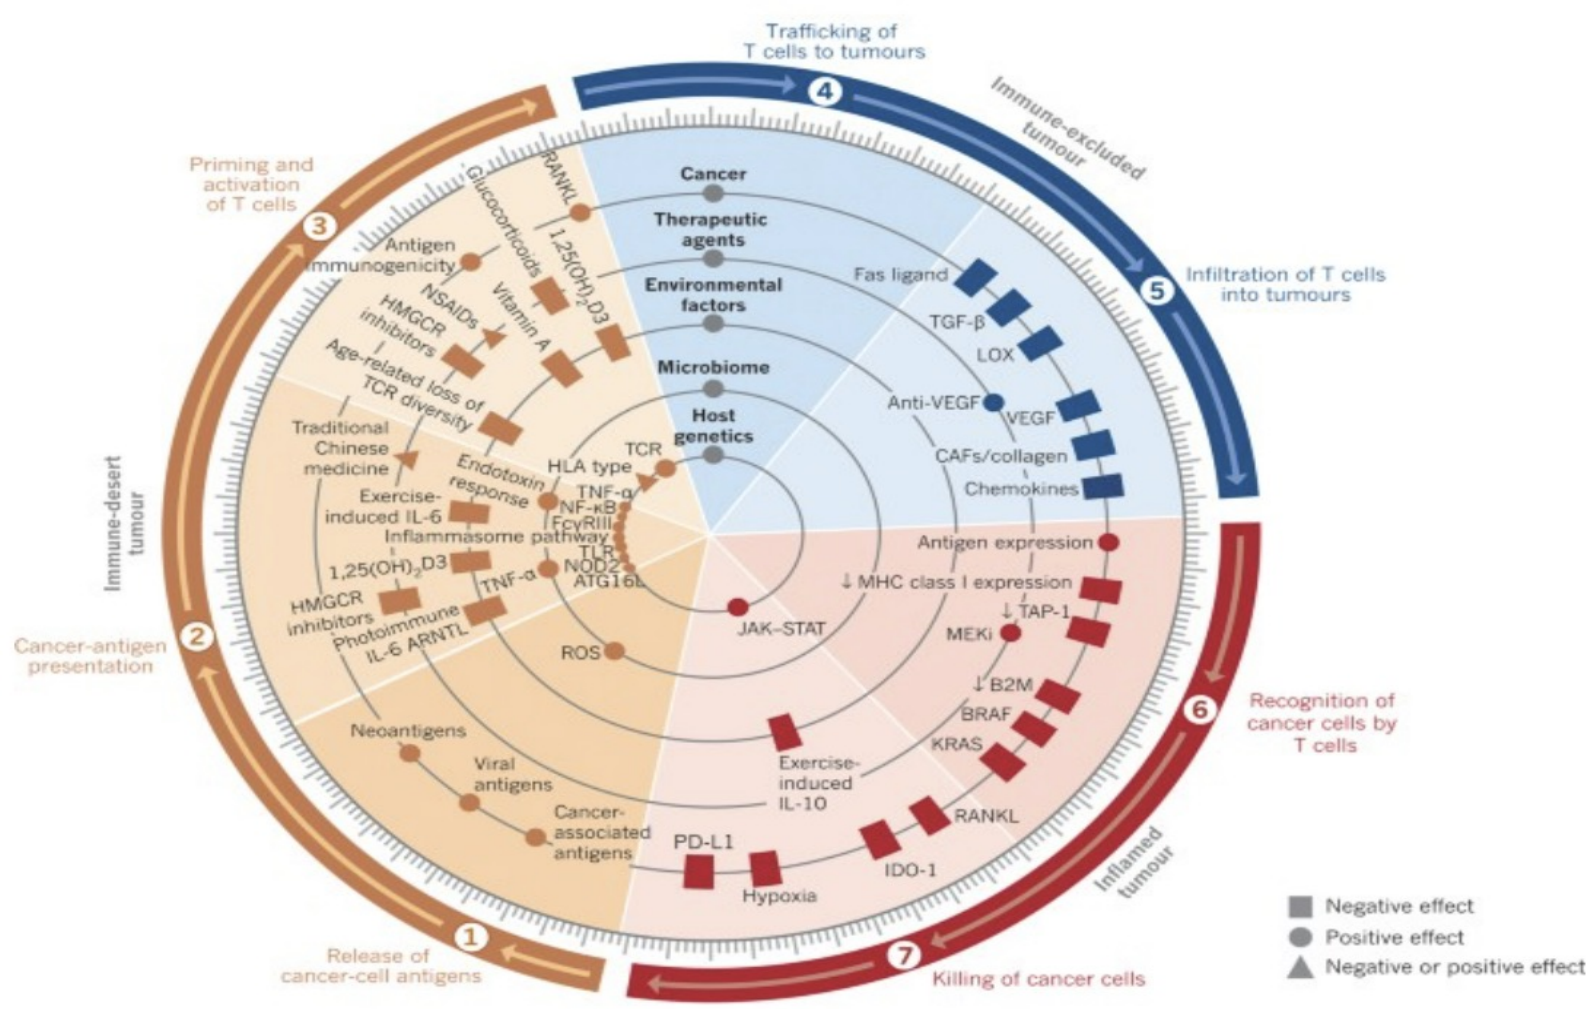 Trafficking of
T cells to tumours
4
Immune-excluded
tumour
5
Infiltration of T cells
into tumours
Priming and
activation
of T cells
3
Cancer
Therapeutic
agents
Environmental
factors
Microbiome
Host
genetics
RANKL
Glucocorticoids
1,25(OH)2D3
Antigen
immunogenicity
NSAIDs
Vitamin A
HMGCR
inhibitors
Age-related loss of
TCR diversity
TCR
HLA type
Fas ligand
TGF-β
LOX
Anti-VEGF
VEGF
CAFs/collagen
Chemokines
Immune-desert
tumour
Traditional
Chinese
medicine
Endotoxin
response
Exercise-
induced IL-6
TNF-α
NF-κB
FcγRIII
Inflammasome pathway
TLR
NOD2
ATG16L
1,25(OH)2D3
TNF-α
HMGCR
inhibitors
Photoimmune
IL-6 ARNTL
2
Cancer-antigen
presentation
ROS
Neoantigens
Viral
antigens
Cancer-
associated
antigens
1
Release of
cancer-cell antigens
Antigen expression
↓ MHC class I expression
↓ TAP-1
JAK–STAT
MEKi
↓ B2M
BRAF
KRAS
6
Recognition of
cancer cells by
T cells
Exercise-
induced
IL-10
RANKL
IDO-1
PD-L1
Hypoxia
Inflamed
tumour
7
Killing of cancer cells
Negative effect
Positive effect
Negative or positive effect